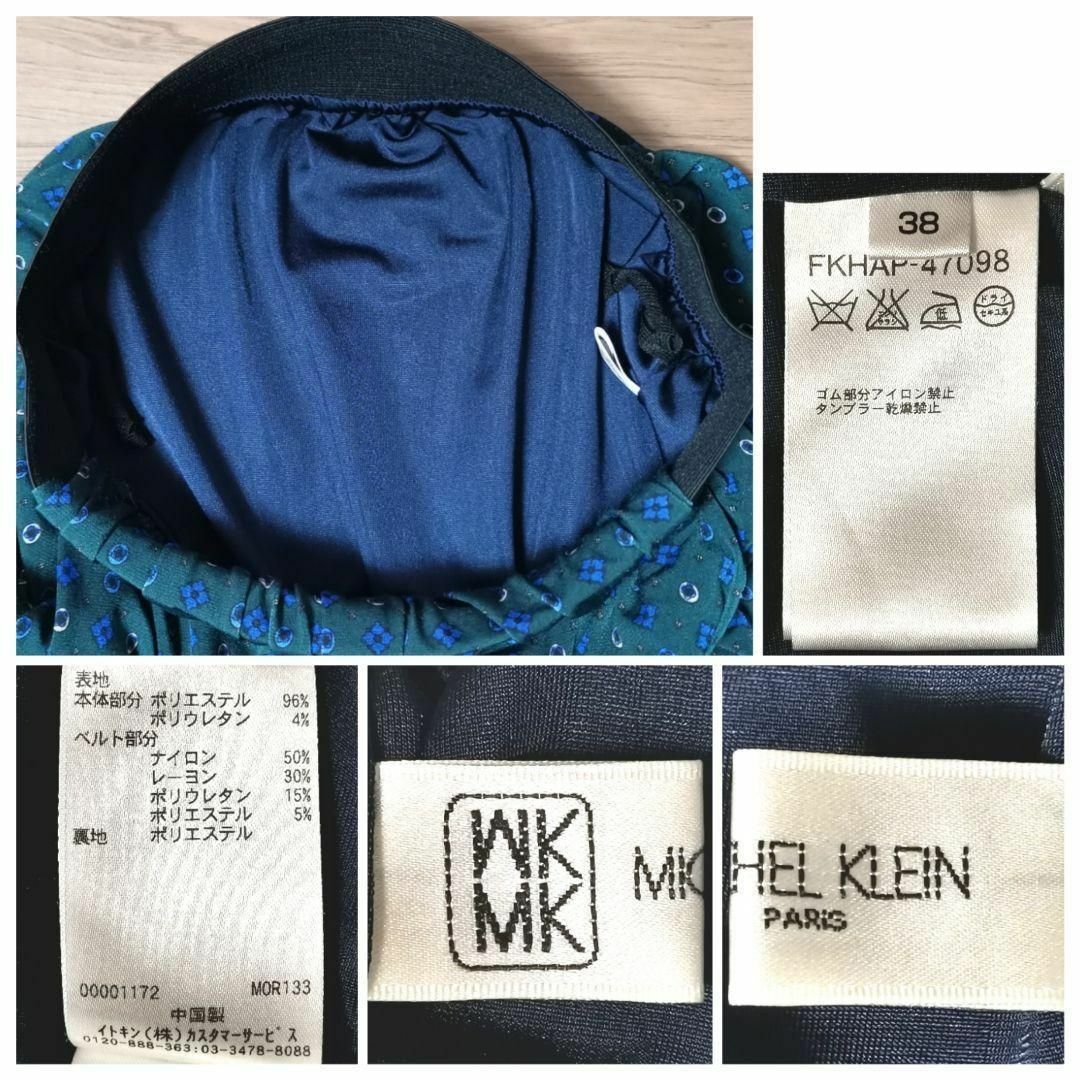 38
FKHAP-47098
低
ドライ
セキユ系
ゴム部分アイロン禁止
タンブラー乾燥禁止
表地
本体部分 ポリエステル 96%
ポリウレタン 4%
ベルト部分
ナイロン 50%
レーヨン 30%
ポリウレタン 15%
ポリエステル 5%
裏地 ポリエステル
00001172 MOR133
中国製
イトキン(株)カスタマーサービス
0120-888-363:03-3478-8088
MK
MK
MIC
HEL KLEIN
PARIS